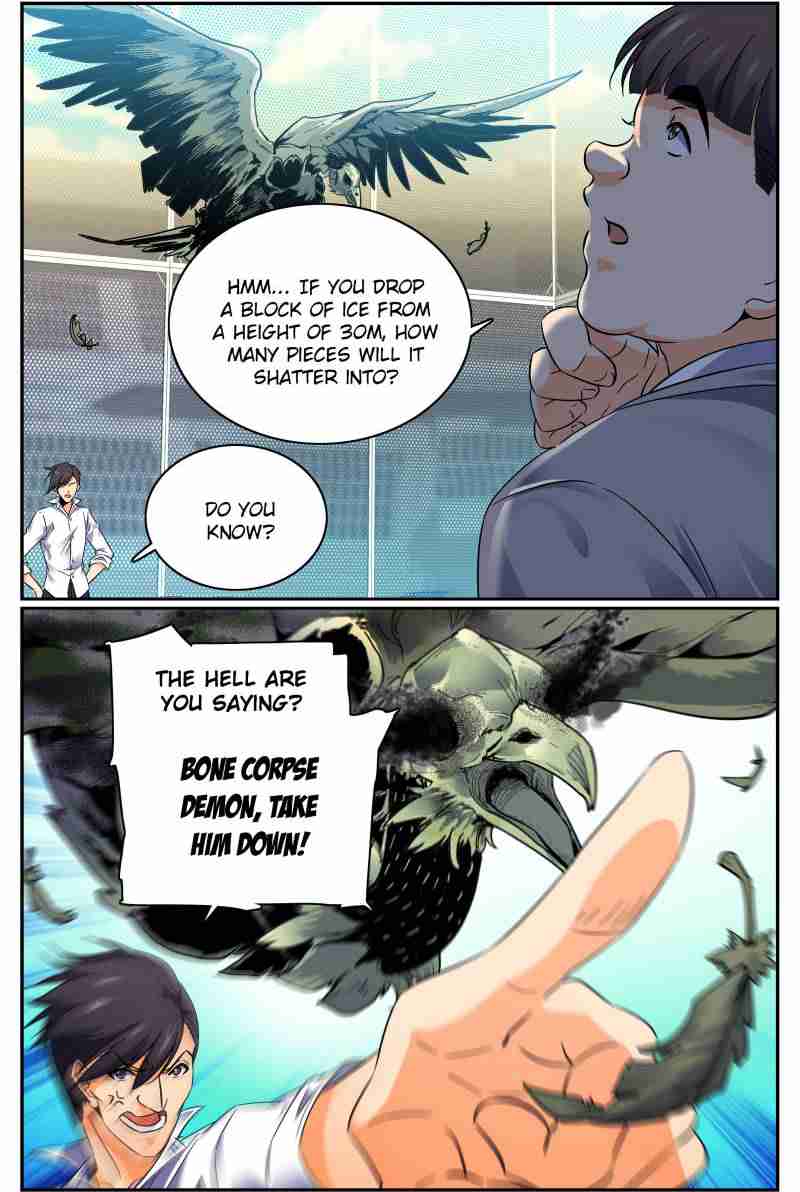 HMM... IF YOU DROP
A BLOCK OF ICE FROM
A HEIGHT OF 30M, HOW
MANY PIECES WILL IT
SHATTER INTO?
DO YOU
KNOW?
THE HELL ARE
YOU SAYING?
BONE CORPSE
DEMON, TAKE
HIM DOWN!